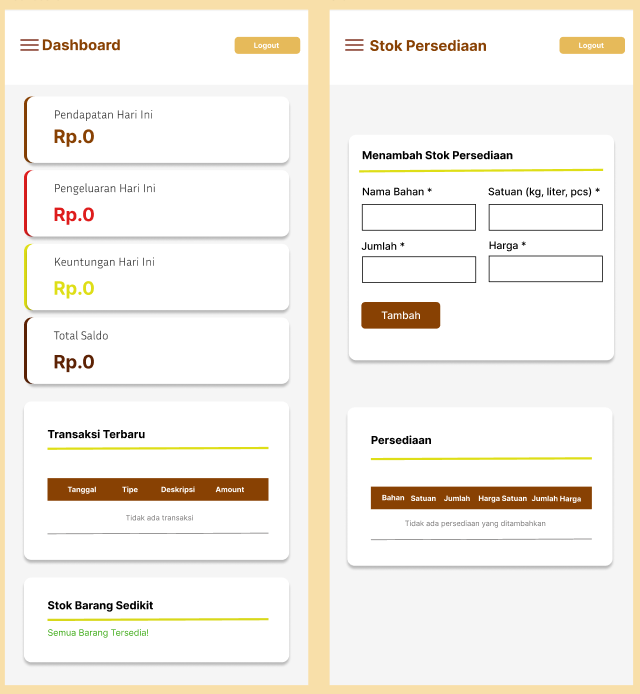 Dashboard
Logout
Pendapatan Hari Ini
Rp.0
Pengeluaran Hari Ini
Rp.0
Keuntungan Hari Ini
Rp.0
Total Saldo
Rp.0
Transaksi Terbaru
Tanggal Tipe Deskripsi Amount
Tidak ada transaksi
Stok Barang Sedikit
Semua Barang Tersedia!
Stok Persediaan
Logout
Menambah Stok Persediaan
Nama Bahan * Satuan (kg, liter, pcs) *
Jumlah * Harga *
Tambah
Persediaan
Bahan Satuan Jumlah Harga Satuan Jumlah Harga
Tidak ada persediaan yang ditambahkan